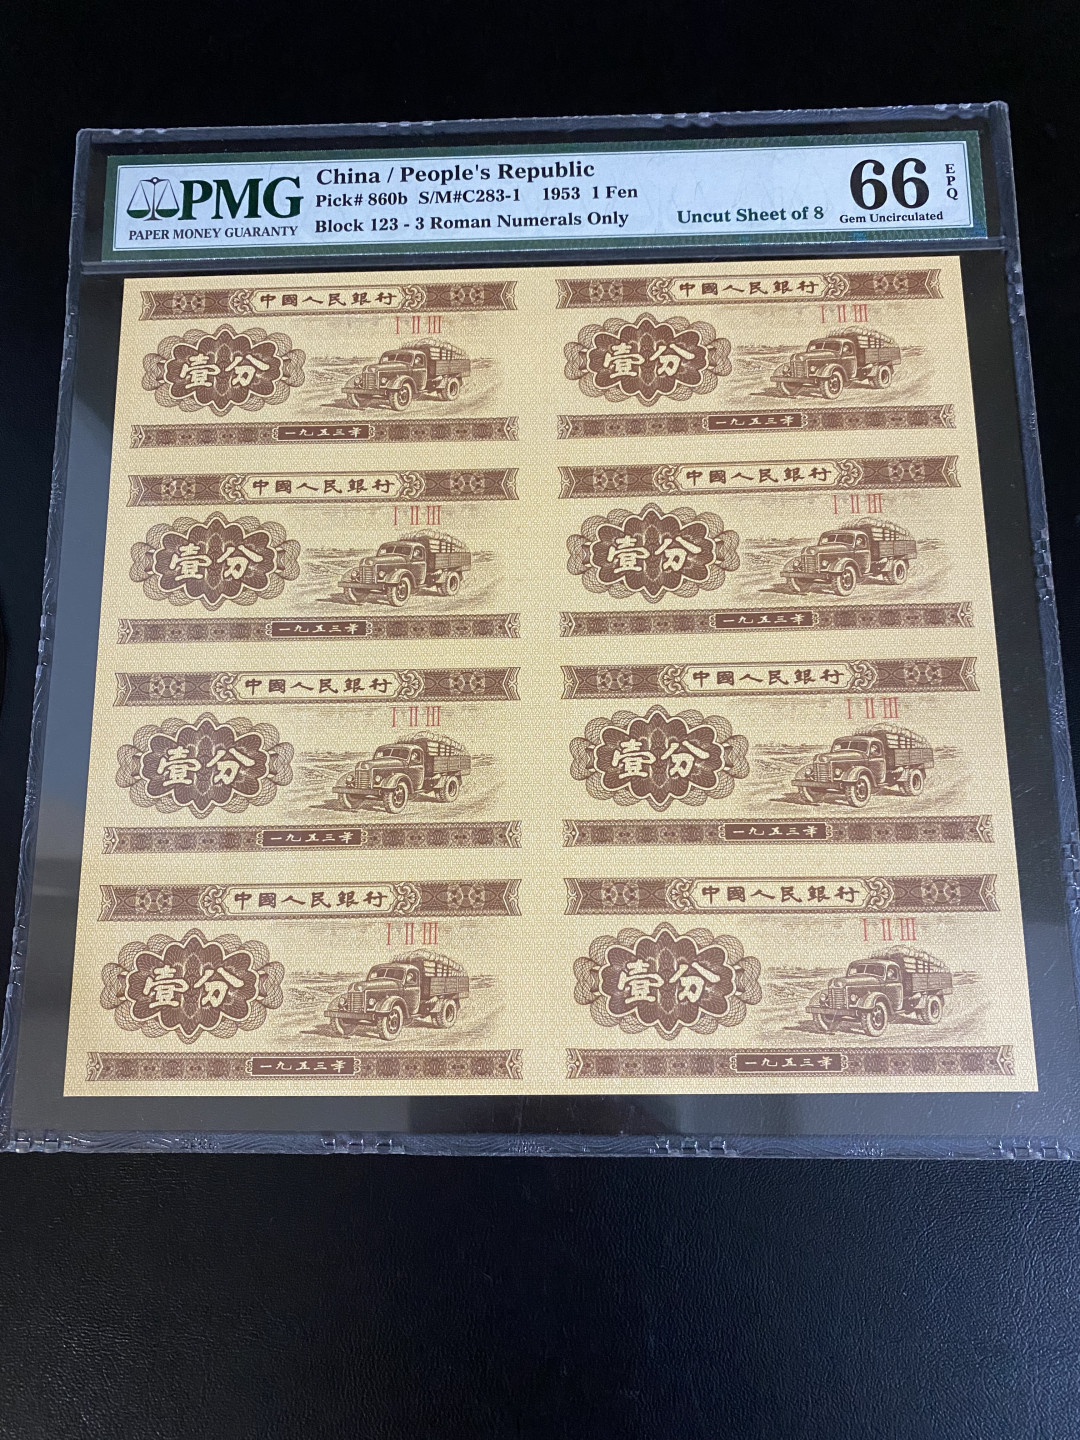 PMG
PAPER MONEY GUARANTY
China / People's Republic
Pick# 860b S/M#C283-1 1953 1 Fen
Block 123 - 3 Roman Numerals Only
Uncut Sheet of 8
66 EPQ
Gem Uncirculated
中國人民銀行
I II III
壹分
一九五三年
中國人民銀行
I II III
壹分
一九五三年
中國人民銀行
I II III
壹分
一九五三年
中國人民銀行
I II III
壹分
一九五三年
中國人民銀行
I II III
壹分
一九五三年
中國人民銀行
I II III
壹分
一九五三年
中國人民銀行
I II III
壹分
一九五三年
中國人民銀行
I II III
壹分
一九五三年